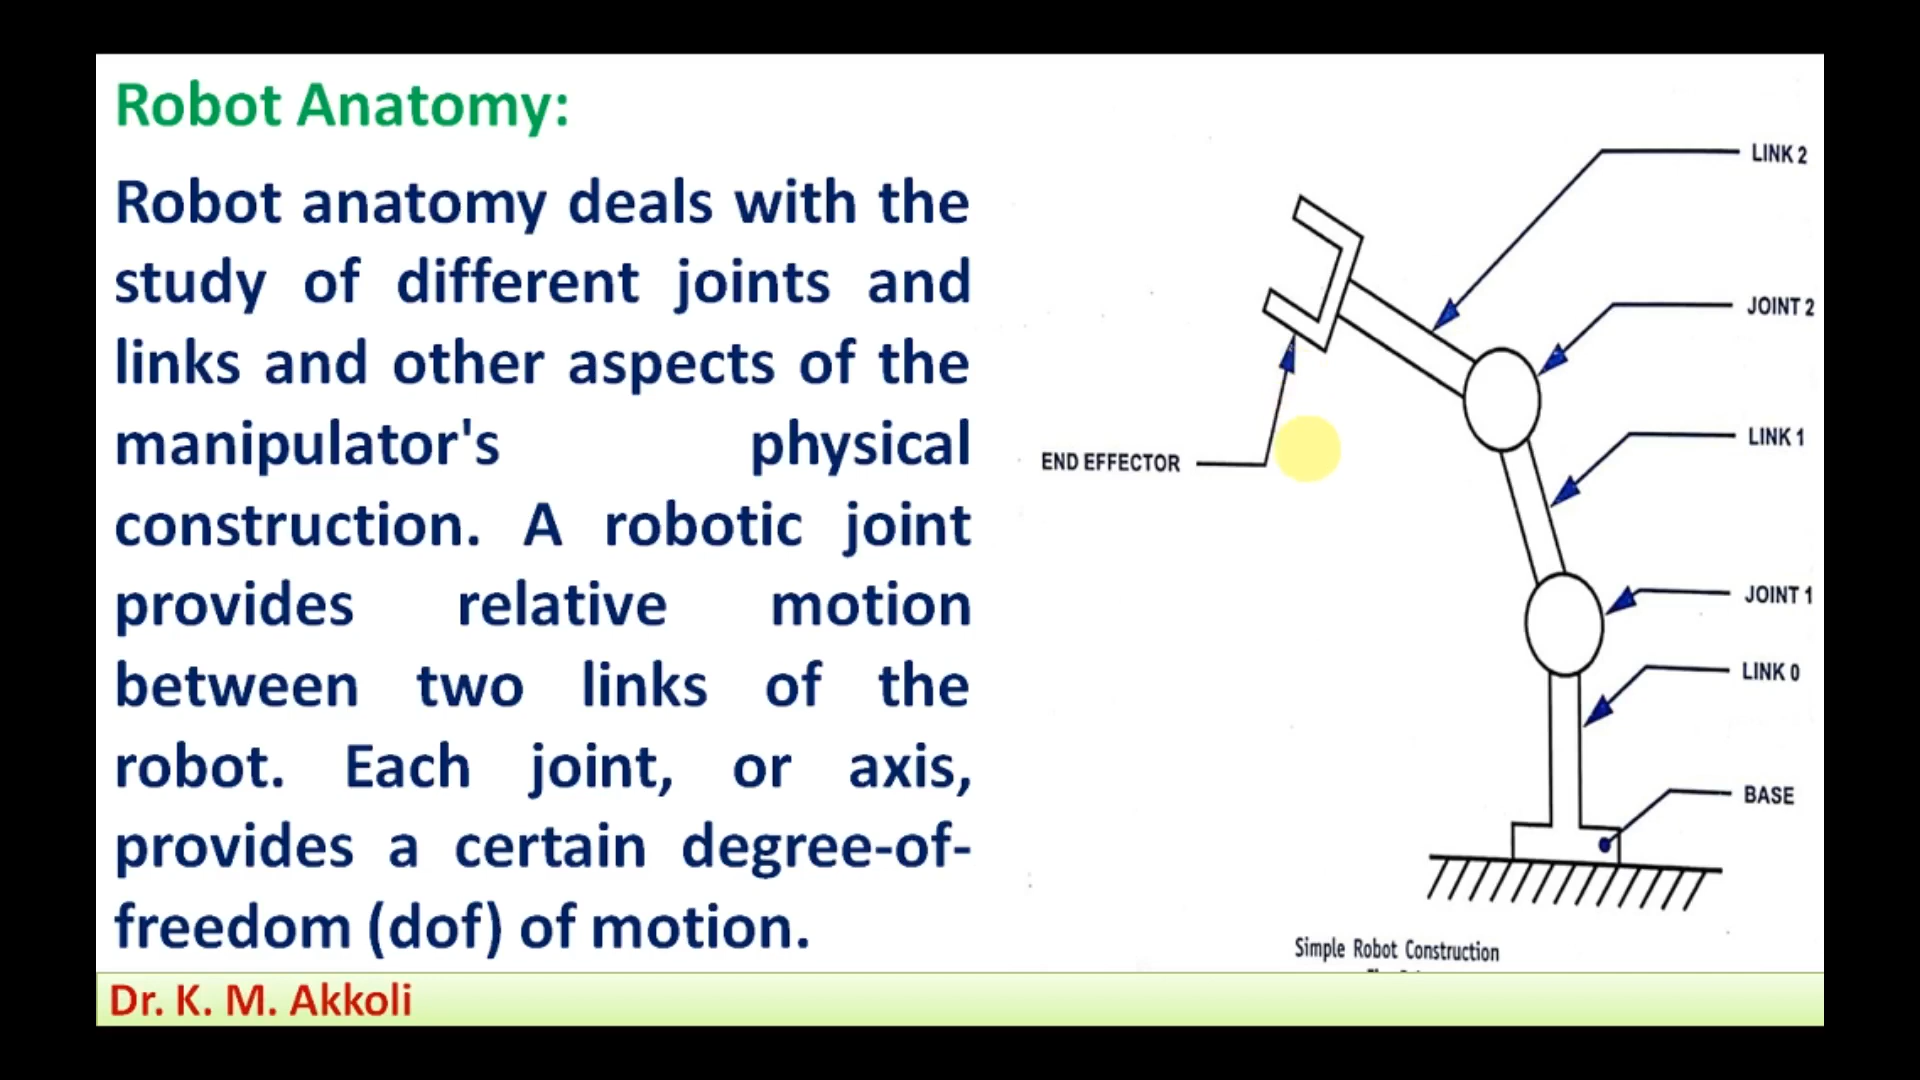 Robot Anatomy:
Robot anatomy deals with the
study of different joints and
links and other aspects of the
manipulator's physical
construction. A robotic joint
provides relative motion
between two links of the
robot. Each joint, or axis,
provides a certain degree-of-
freedom (dof) of motion.
LINK 2
JOINT 2
LINK 1
END EFFECTOR
JOINT 1
LINK 0
BASE
Simple Robot Construction
Dr. K. M. Akkoli